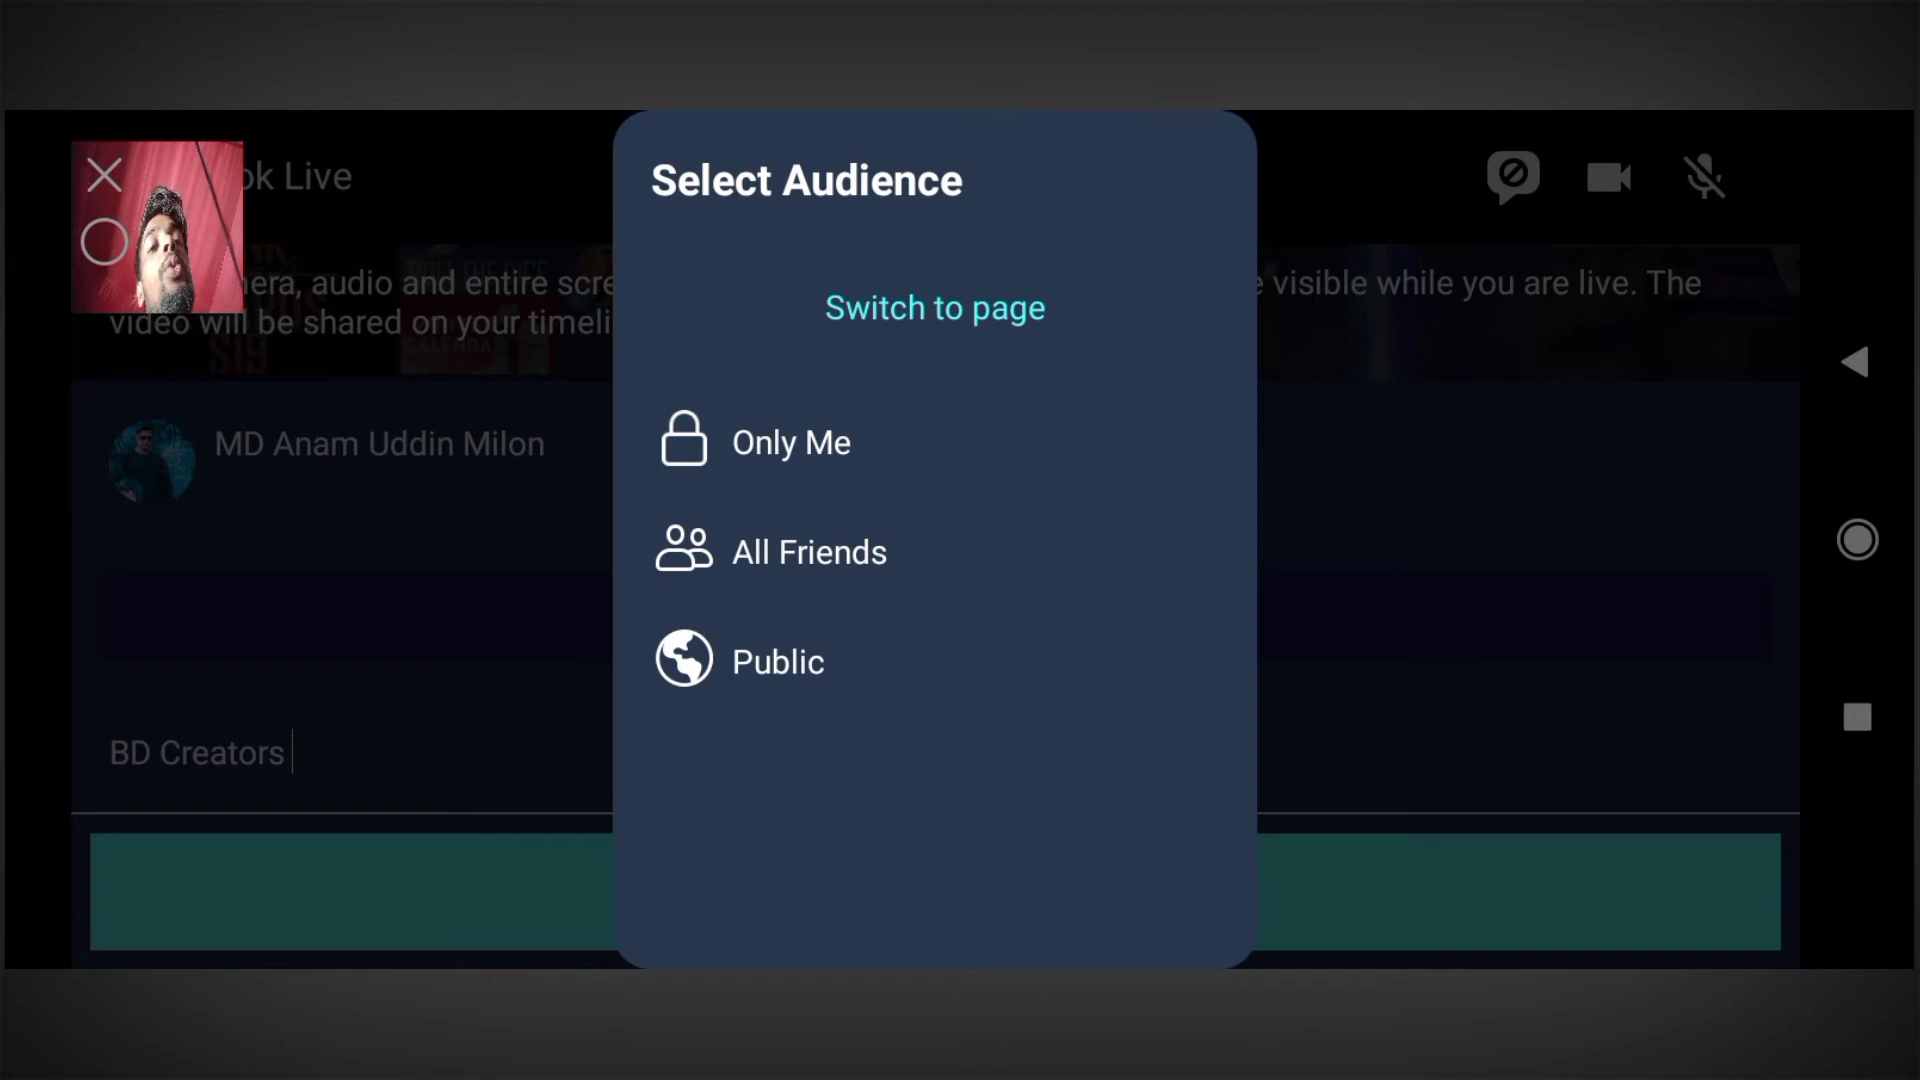 ok Live
Select Audience
era, audio and entire scre
e visible while you are live. The
video will be shared on your timeli
Switch to page
MD Anam Uddin Milon
Only Me
All Friends
Public
BD Creators